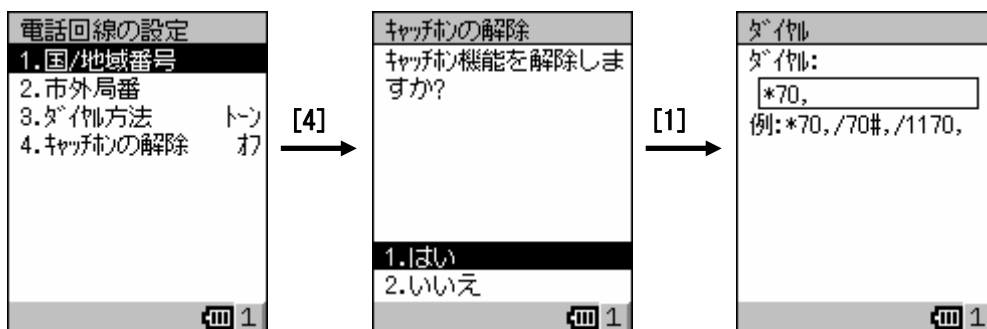 電話回線の設定
1.国/地域番号
2.市外局番
3.ﾀﾞｲﾔﾙ方法 ﾄｰﾝ
4.ｷｬｯﾁﾎﾝの解除 ｵﾌ
1
[4]
ｷｬｯﾁﾎﾝの解除
ｷｬｯﾁﾎﾝ機能を解除しま
すか?
1.はい
2.いいえ
1
[1]
ﾀﾞｲﾔﾙ
ﾀﾞｲﾔﾙ:
*70,
例:*70,/70#,/1170,
1